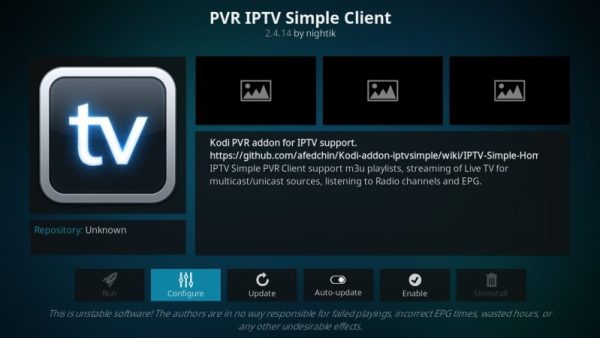 PVR IPTV Simple Client
2.4.14 by nightik
tv
Kodi PVR addon for IPTV support.
https://github.com/afedchin/Kodi-addon-iptvsimple/wiki/IPTV-Simple-Hom
IPTV Simple PVR Client support m3u playlists, streaming of Live TV for
multicast/unicast sources, listening to Radio channels and EPG.
Repository: Unknown
Run Configure Update Auto-update Enable Uninstall
This is unstable software! The authors are in no way responsible for failed playings, incorrect EPG times, wasted hours, or
any other undesirable effects.